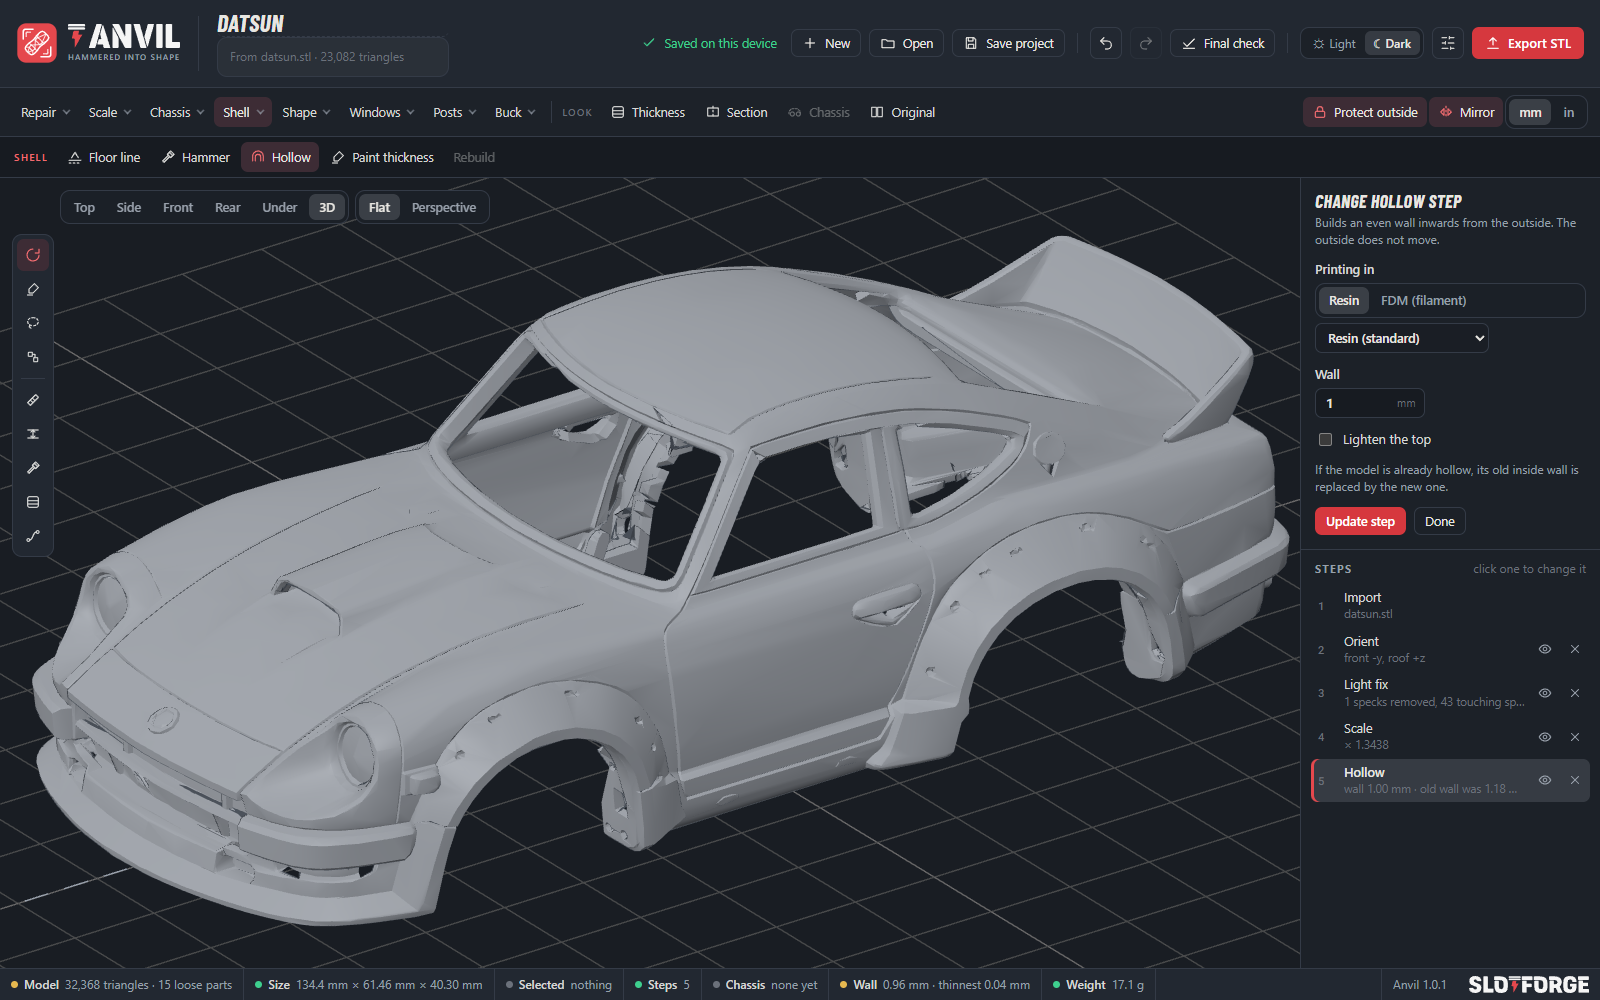 ANVIL
HAMMERED INTO SHAPE
DATSUN
From datsun.stl · 23,082 triangles
Saved on this device
New
Open
Save project
Final check
Light
Dark
Export STL
Repair
Scale
Chassis
Shell
Shape
Windows
Posts
Buck
LOOK
Thickness
Section
Chassis
Original
Protect outside
Mirror
mm
in
SHELL
Floor line
Hammer
Hollow
Paint thickness
Rebuild
Top
Side
Front
Rear
Under
3D
Flat
Perspective
CHANGE HOLLOW STEP
Builds an even wall inwards from the outside. The
outside does not move.
Printing in
Resin
FDM (filament)
Resin (standard)
Wall
1
mm
Lighten the top
If the model is already hollow, its old inside wall is
replaced by the new one.
Update step
Done
STEPS
click one to change it
1
Import
datsun.stl
2
Orient
front -y, roof +z
3
Light fix
1 specks removed, 43 touching sp...
4
Scale
× 1.3438
5
Hollow
wall 1.00 mm · old wall was 1.18 ...
Model 32,368 triangles · 15 loose parts
Size 134.4 mm × 61.46 mm × 40.30 mm
Selected nothing
Steps 5
Chassis none yet
Wall 0.96 mm · thinnest 0.04 mm
Weight 17.1 g
Anvil 1.0.1
SLOTFORGE